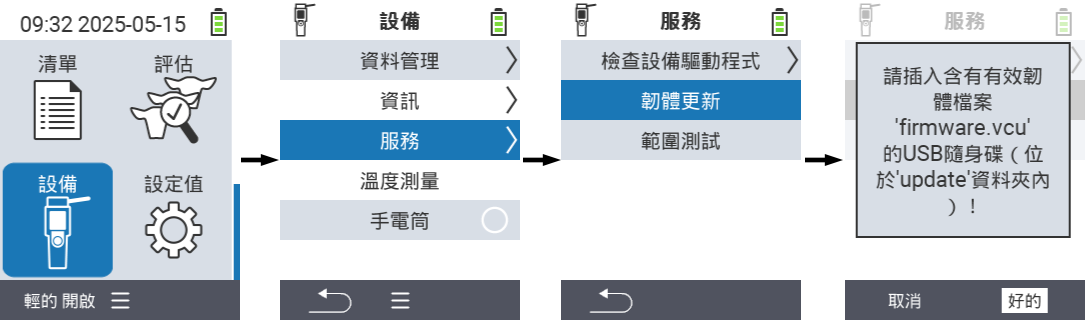 09:32 2025-05-15
清單
評估
設備
設定值
輕的 開啟
設備
資料管理
資訊
服務
溫度測量
手電筒
服務
檢查設備驅動程式
韌體更新
範圍測試
服務
請插入含有有效韌
體檔案
'firmware.vcu'
的USB隨身碟（位
於'update'資料夾內
）！
取消
好的